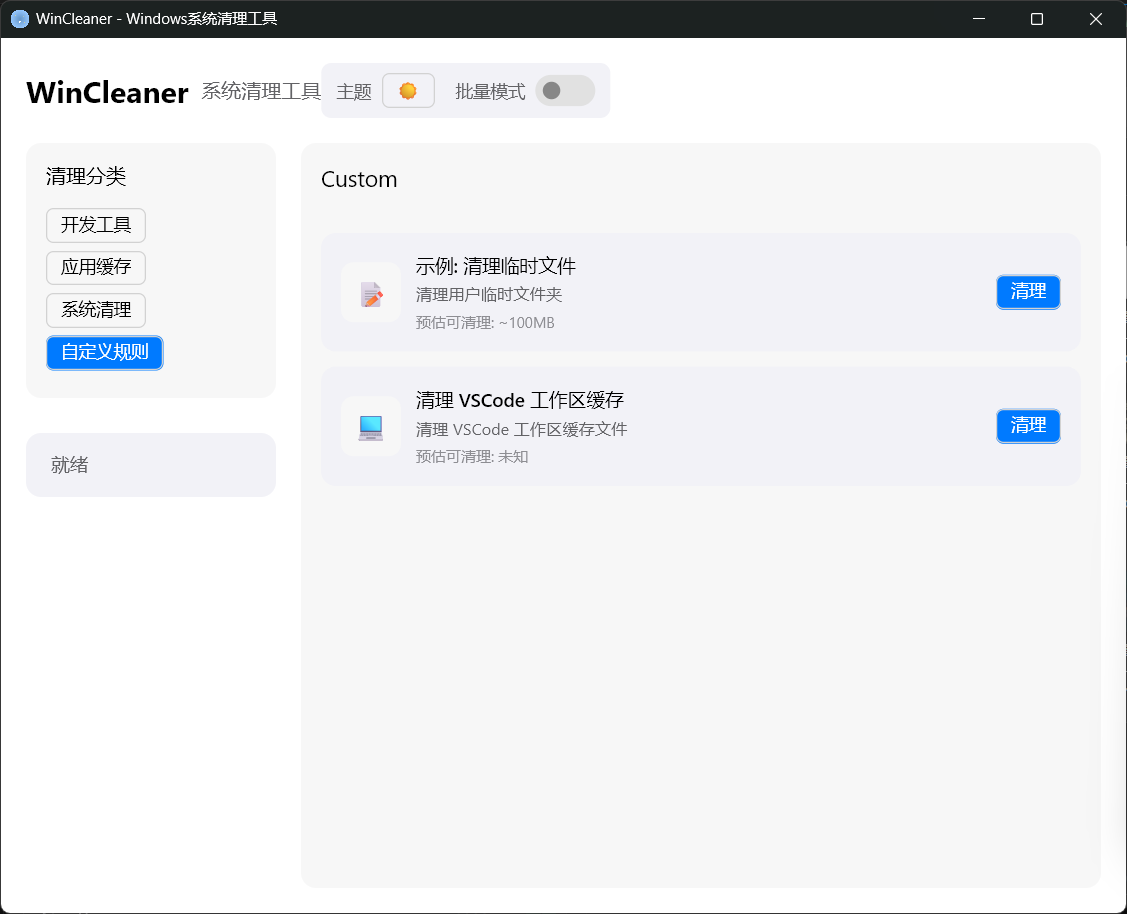 WinCleaner - Windows系统清理工具
WinCleaner 系统清理工具 主题 批量模式
清理分类
开发工具
应用缓存
系统清理
自定义规则
就绪
Custom
示例: 清理临时文件
清理用户临时文件夹
预估可清理: ~100MB
清理
清理 VSCode 工作区缓存
清理 VSCode 工作区缓存文件
预估可清理: 未知
清理